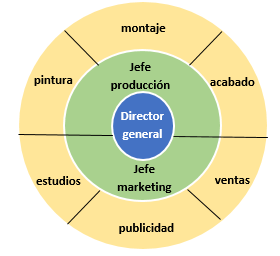 montaje
pintura
Jefe
producción
acabado
Director
general
estudios
Jefe
marketing
ventas
publicidad